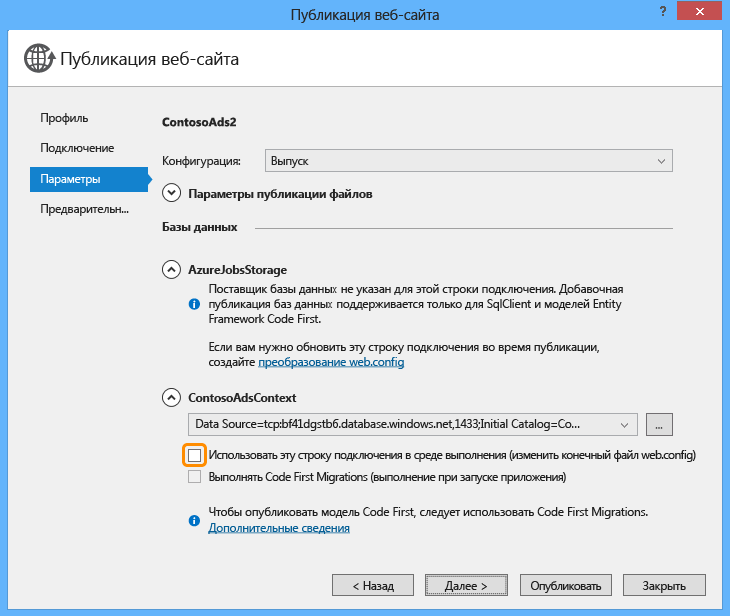 Публикация веб-сайта
?
Публикация веб-сайта
Профиль
Подключение
Параметры
Предварительн...
ContosoAds2
Конфигурация:
Выпуск
Параметры публикации файлов
Базы данных
AzureJobsStorage
Поставщик базы данных не указан для этой строки подключения. Добавочная
публикация баз данных поддерживается только для SqlClient и моделей Entity
Framework Code First.
Если вам нужно обновить эту строку подключения во время публикации,
создайте преобразование web.config
ContosoAdsContext
Data Source=tcp:bf41dgstb6.database.windows.net,1433;Initial Catalog=Co...
...
Использовать эту строку подключения в среде выполнения (изменить конечный файл web.config)
Выполнять Code First Migrations (выполнение при запуске приложения)
Чтобы опубликовать модель Code First, следует использовать Code First Migrations.
Дополнительные сведения
< Назад
Далее >
Опубликовать
Закрыть